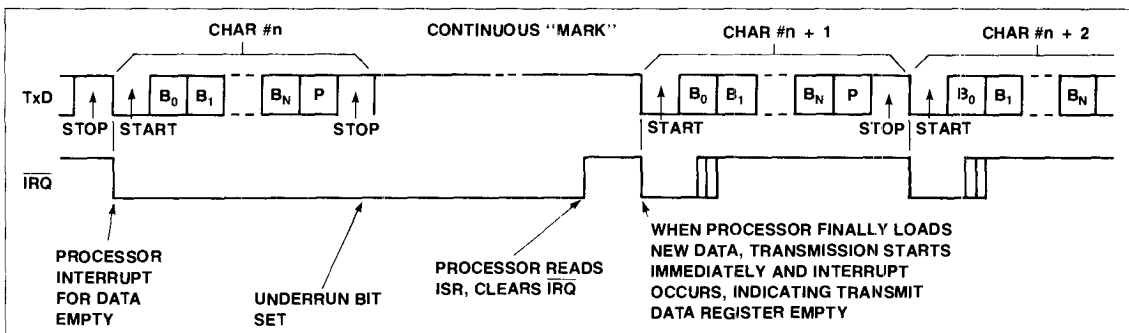 CHAR #n
CONTINUOUS "MARK"
CHAR #n + 1
CHAR #n + 2
TxD
B0 B1 BN P
B0 B1 BN P
B0 B1 BN
STOP START STOP START STOP START
IRQ
PROCESSOR
INTERRUPT
FOR DATA
EMPTY
UNDERRUN BIT
SET
PROCESSOR READS
ISR, CLEARS IRQ
WHEN PROCESSOR FINALLY LOADS
NEW DATA, TRANSMISSION STARTS
IMMEDIATELY AND INTERRUPT
OCCURS, INDICATING TRANSMIT
DATA REGISTER EMPTY